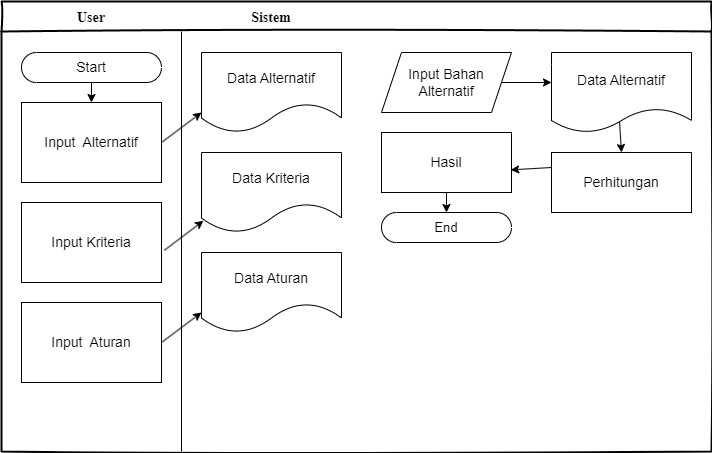 User
Sistem
Start
Input Alternatif
Input Kriteria
Input Aturan
Data Alternatif
Data Kriteria
Data Aturan
Input Bahan
Alternatif
Data Alternatif
Perhitungan
Hasil
End